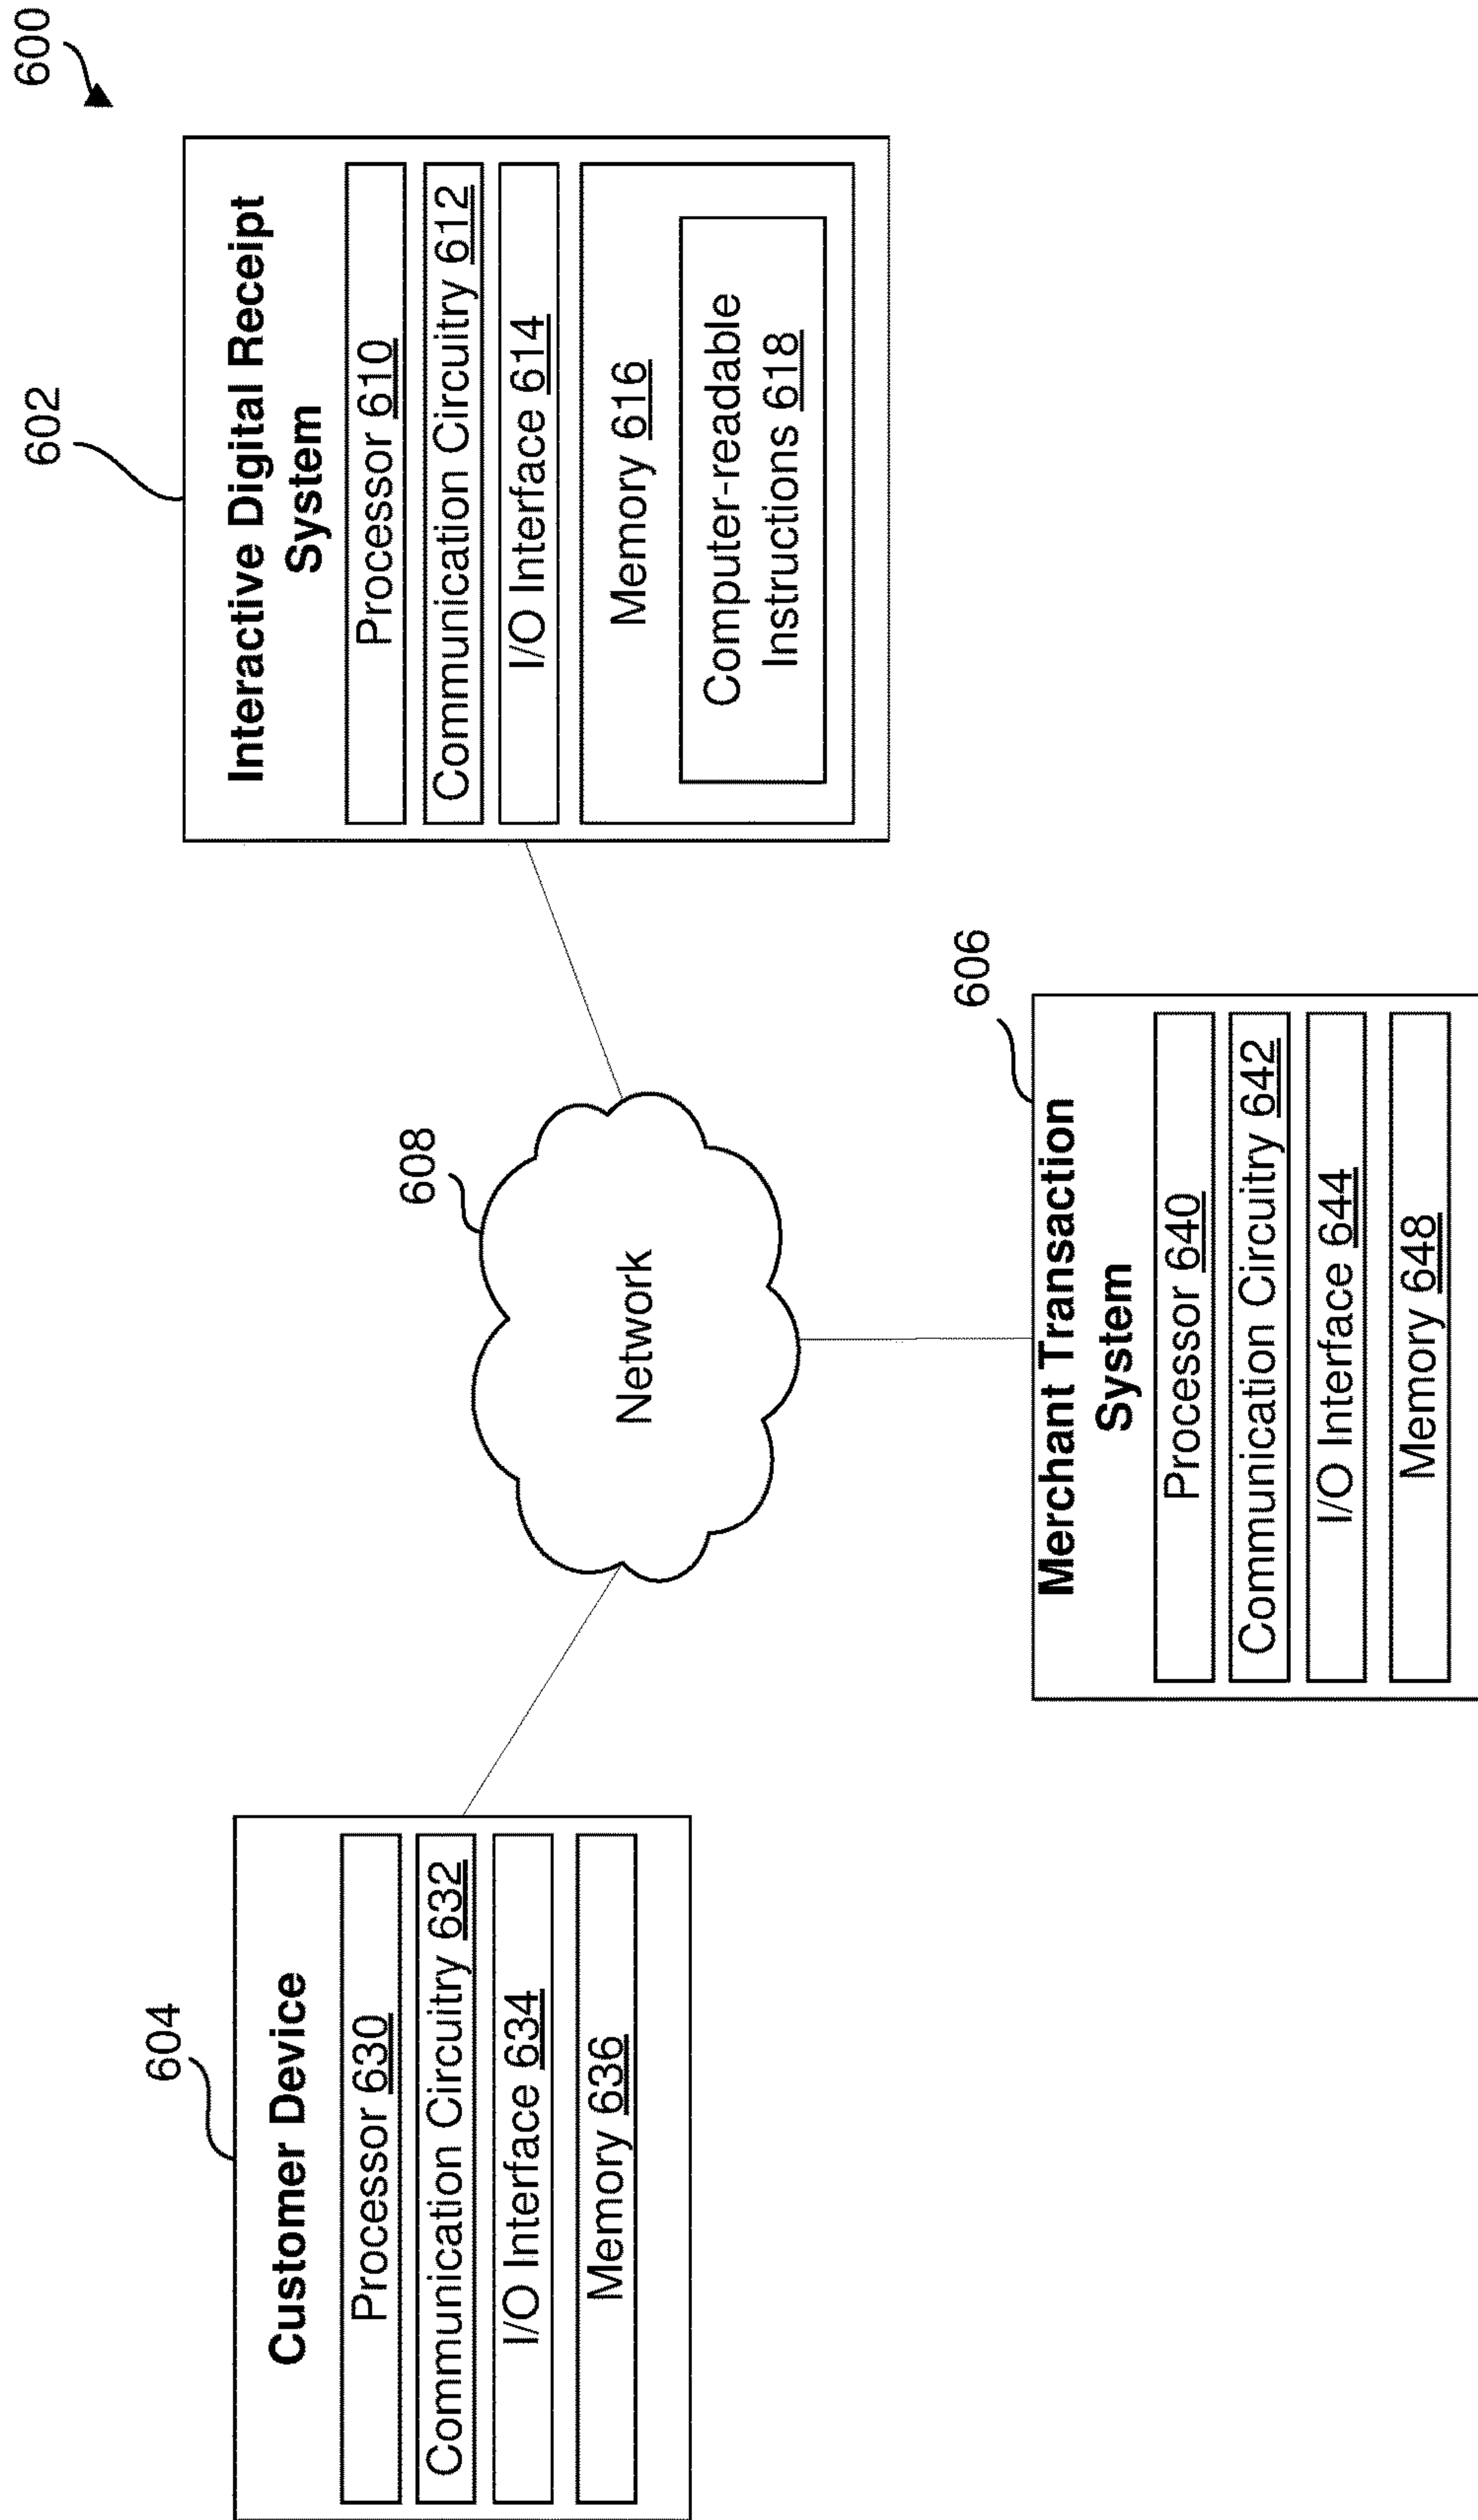 600
602
Interactive Digital Receipt
System
Processor 610
Communication Circuitry 612
I/O Interface 614
Memory 616
Computer-readable
Instructions 618
604
Customer Device
Processor 630
Communication Circuitry 632
I/O Interface 634
Memory 636
608
Network
606
Merchant Transaction
System
Processor 640
Communication Circuitry 642
I/O Interface 644
Memory 648